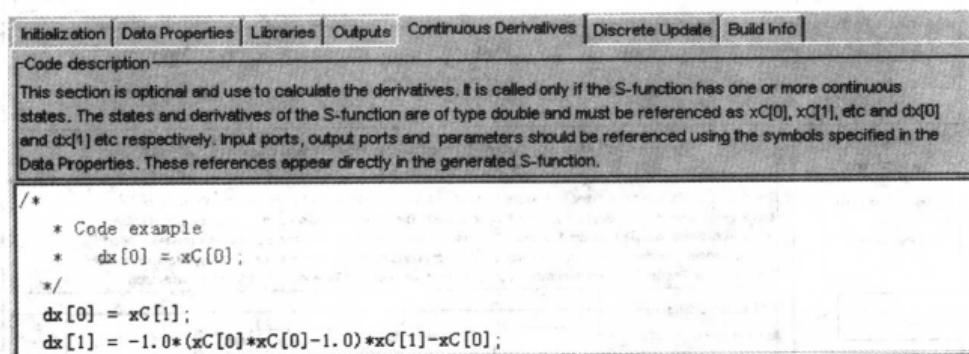 Initialization Data Properties Libraries Outputs Continuous Derivatives Discrete Update Build Info
Code description
This section is optional and use to calculate the derivatives. It is called only if the S-function has one or more continuous
states. The states and derivatives of the S-function are of type double and must be referenced as xC[0], xC[1], etc and dx[0]
and dx[1] etc respectively. Input ports, output ports and parameters should be referenced using the symbols specified in the
Data Properties. These references appear directly in the generated S-function.
/*
* Code example
* dx[0] = xC[0];
*/
dx[0] = xC[1];
dx[1] = -1.0*(xC[0]*xC[0]-1.0)*xC[1]-xC[0];